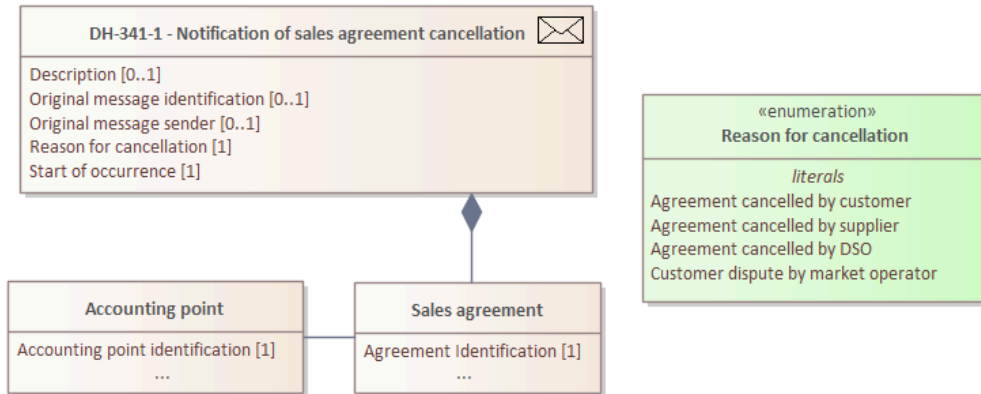 DH-341-1 - Notification of sales agreement cancellation
Description [0..1]
Original message identification [0..1]
Original message sender [0..1]
Reason for cancellation [1]
Start of occurrence [1]
«enumeration»
Reason for cancellation
literals
Agreement cancelled by customer
Agreement cancelled by supplier
Agreement cancelled by DSO
Customer dispute by market operator
Accounting point
Accounting point identification [1]
...
Sales agreement
Agreement Identification [1]
...